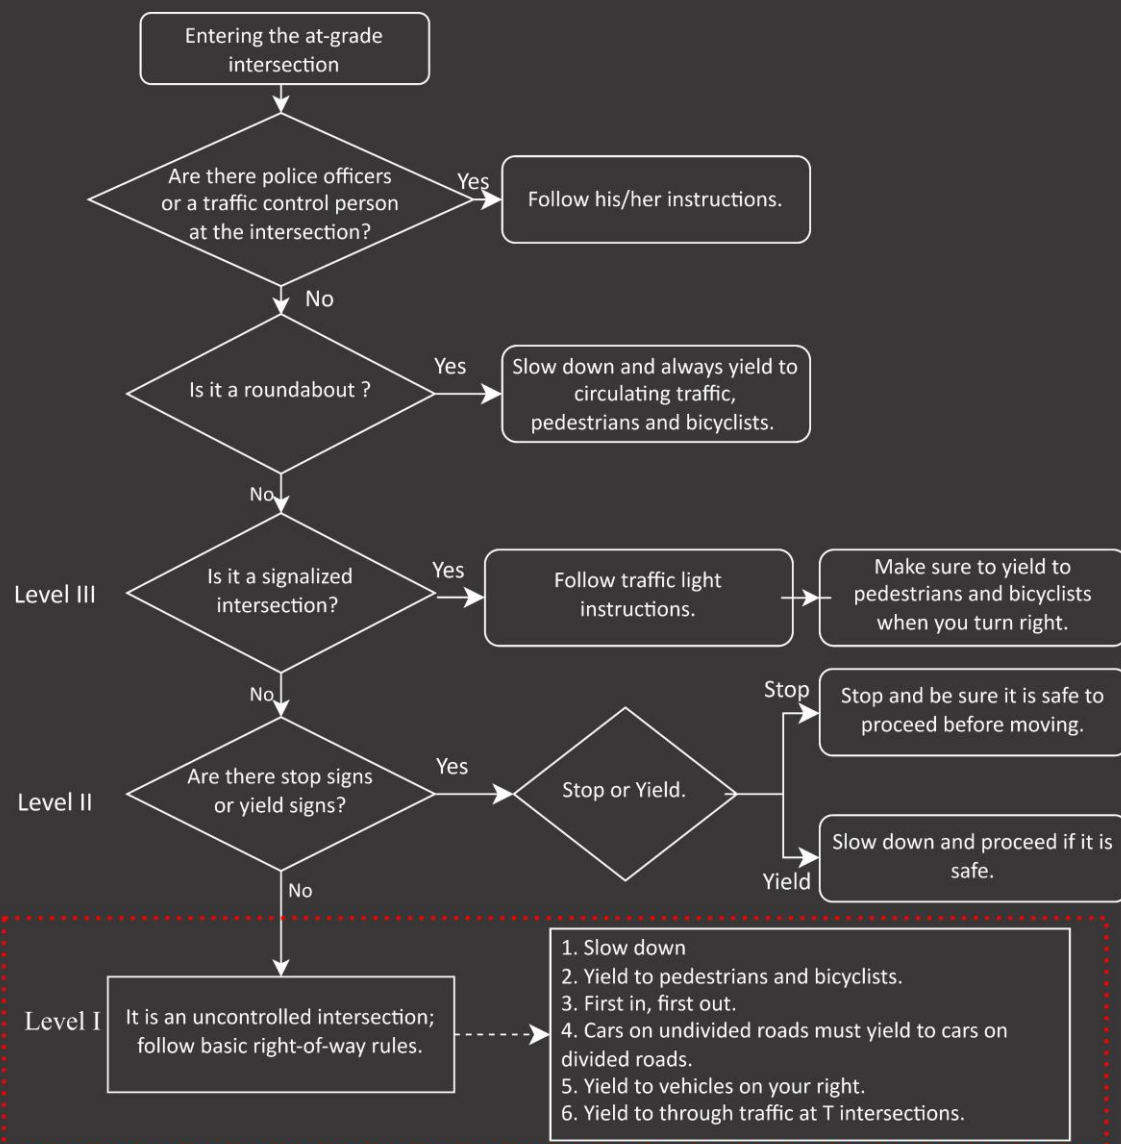 Entering the at-grade
intersection
Are there police officers
or a traffic control person
at the intersection?
Yes
Follow his/her instructions.
No
Is it a roundabout ?
Yes
Slow down and always yield to
circulating traffic,
pedestrians and bicyclists.
No
Level III
Is it a signalized
intersection?
Yes
Follow traffic light
instructions.
Make sure to yield to
pedestrians and bicyclists
when you turn right.
No
Level II
Are there stop signs
or yield signs?
Yes
Stop or Yield.
Stop
Stop and be sure it is safe to
proceed before moving.
Yield
Slow down and proceed if it is
safe.
No
Level I
It is an uncontrolled intersection;
follow basic right-of-way rules.
1. Slow down
2. Yield to pedestrians and bicyclists.
3. First in, first out.
4. Cars on undivided roads must yield to cars on
divided roads.
5. Yield to vehicles on your right.
6. Yield to through traffic at T intersections.